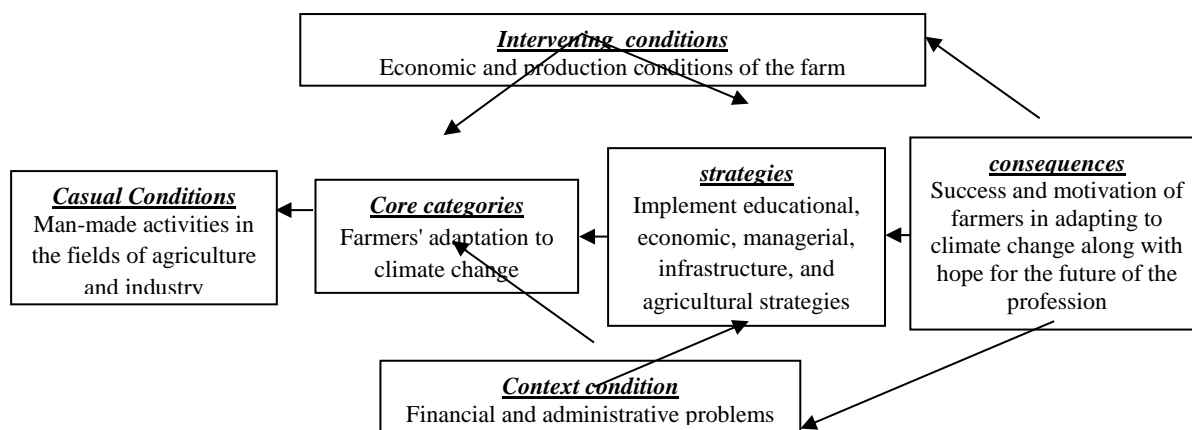 Intervening conditions
Economic and production conditions of the farm
Casual Conditions
Man-made activities in
the fields of agriculture
and industry
Core categories
Farmers' adaptation to
climate change
strategies
Implement educational,
economic, managerial,
infrastructure, and
agricultural strategies
consequences
Success and motivation of
farmers in adapting to
climate change along with
hope for the future of the
profession
Context condition
Financial and administrative problems